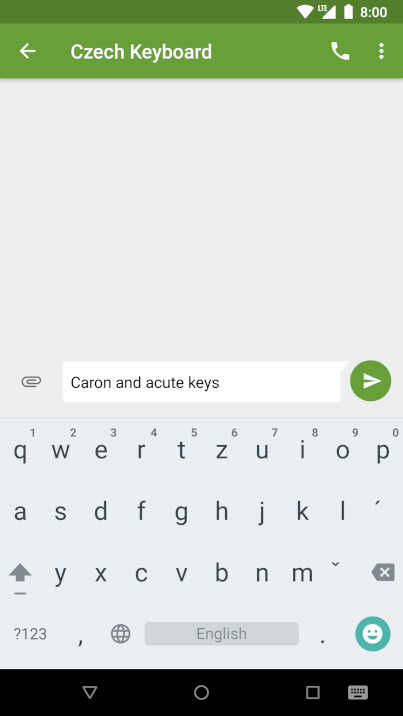 LTE 8:00
Czech Keyboard
Caron and acute keys
1 2 3 4 5 6 7 8 9 0
q w e r t z u i o p
a s d f g h j k l ´
y x c v b n m ˇ
?123 , English .